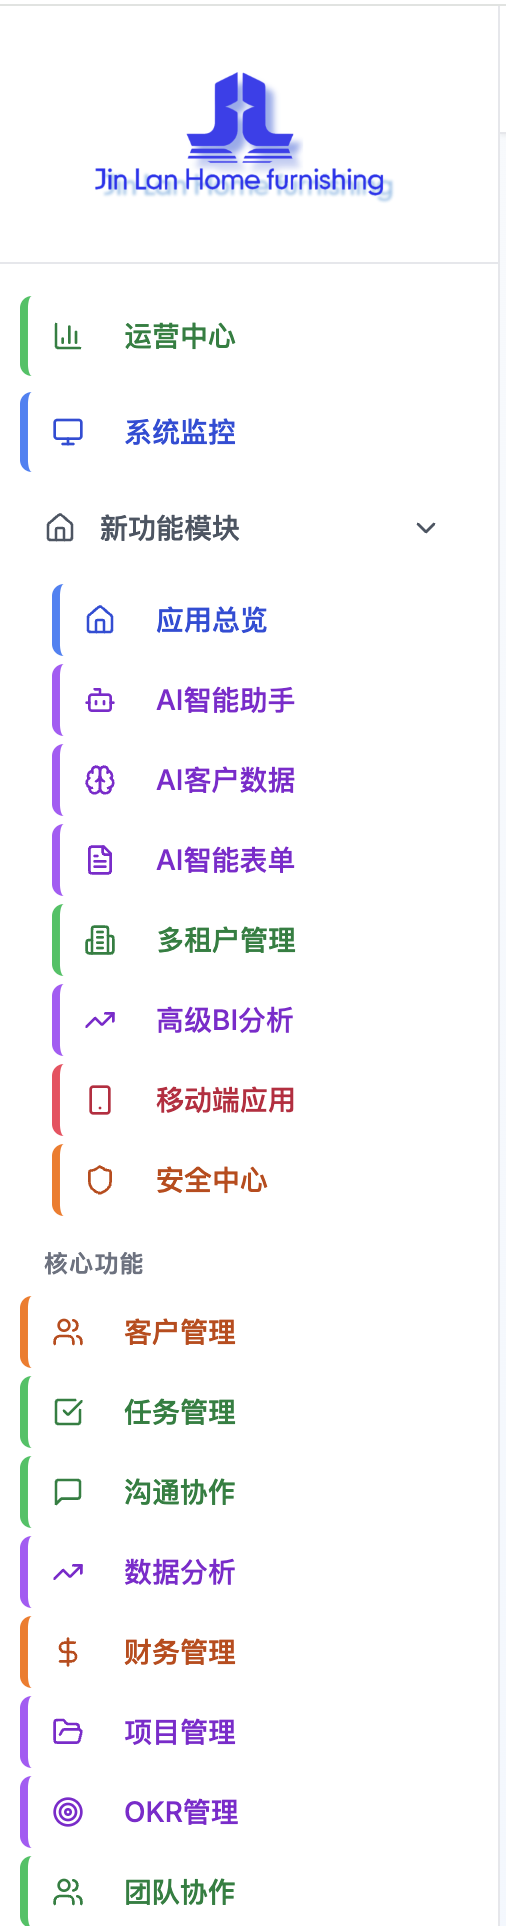 Jin Lan Home furnishing
运营中心
系统监控
新功能模块
应用总览
AI智能助手
AI客户数据
AI智能表单
多租户管理
高级BI分析
移动端应用
安全中心
核心功能
客户管理
任务管理
沟通协作
数据分析
财务管理
项目管理
OKR管理
团队协作